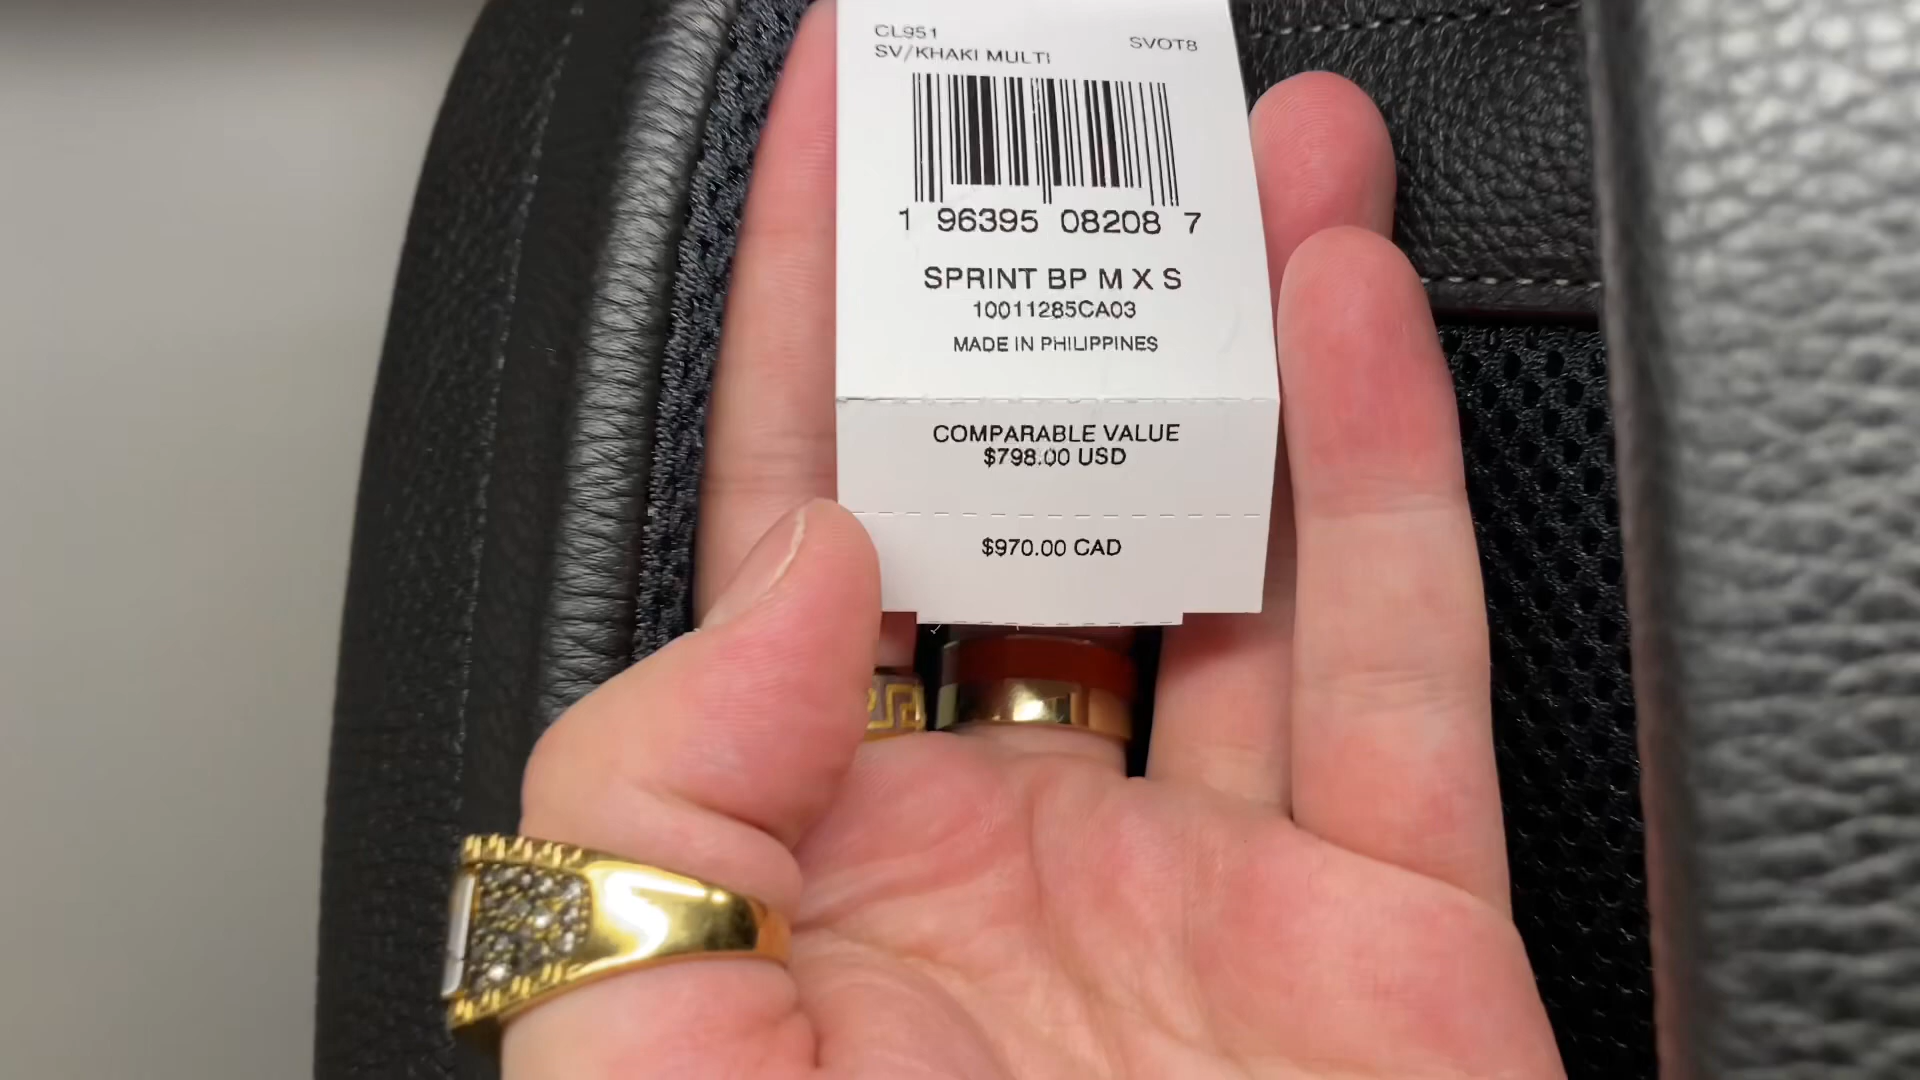 CL951
SV/KHAKI MULTI
SVOT8
1 96395 08208 7
SPRINT BP M X S
10011285CA03
MADE IN PHILIPPINES
COMPARABLE VALUE
$798.00 USD
$970.00 CAD